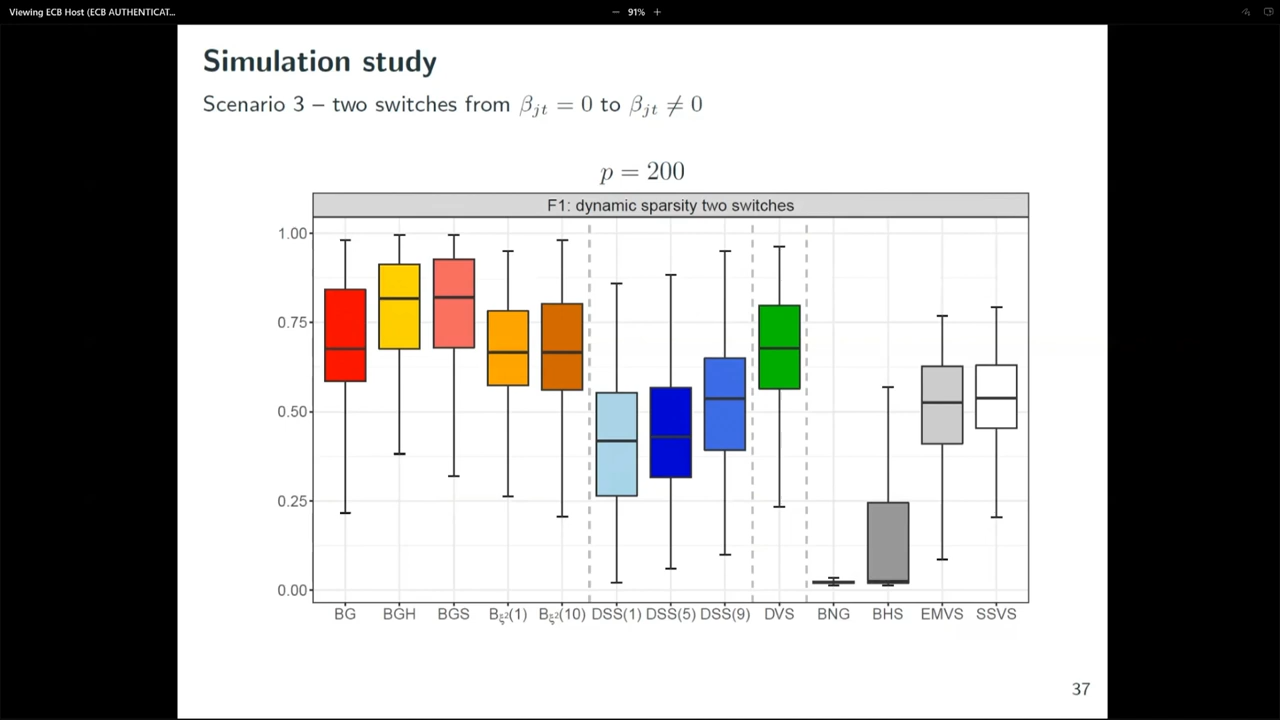 Viewing ECB Host (ECB AUTHENTICAT...
− 91% +
Simulation study
Scenario 3 – two switches from βjt = 0 to βjt ≠ 0
p = 200
F1: dynamic sparsity two switches
1.00
0.75
0.50
0.25
0.00
BG BGH BGS Bξ²(1) Bξ²(10) DSS(1) DSS(5) DSS(9) DVS BNG BHS EMVS SSVS
37